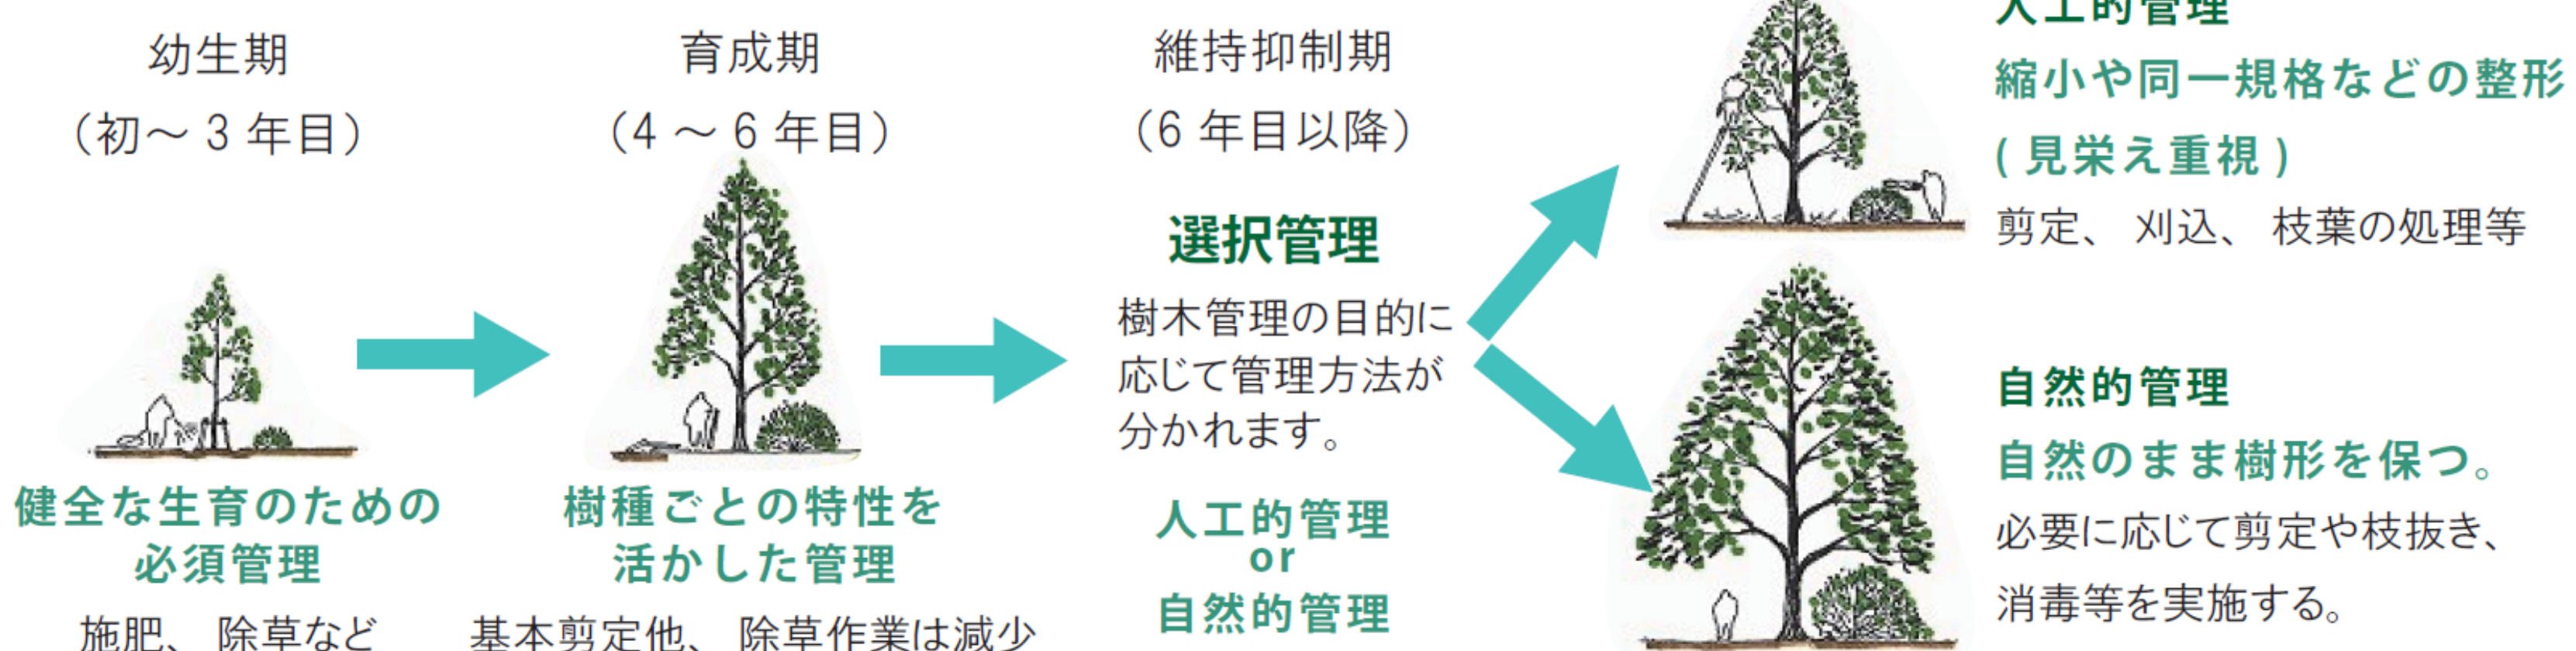 幼生期
（初～ 3 年目）
健全な生育のための
必須管理
施肥、 除草など
育成期
（4 ～ 6 年目）
樹種ごとの特性を
活かした管理
基本剪定他、 除草作業は減少
維持抑制期
（6 年目以降）
選択管理
樹木管理の目的に
応じて管理方法が
分かれます。
人工的管理
or
自然的管理
人工的管理
縮小や同一規格などの整形
( 見栄え重視 )
剪定、 刈込、 枝葉の処理等
自然的管理
自然のまま樹形を保つ。
必要に応じて剪定や枝抜き、
消毒等を実施する。